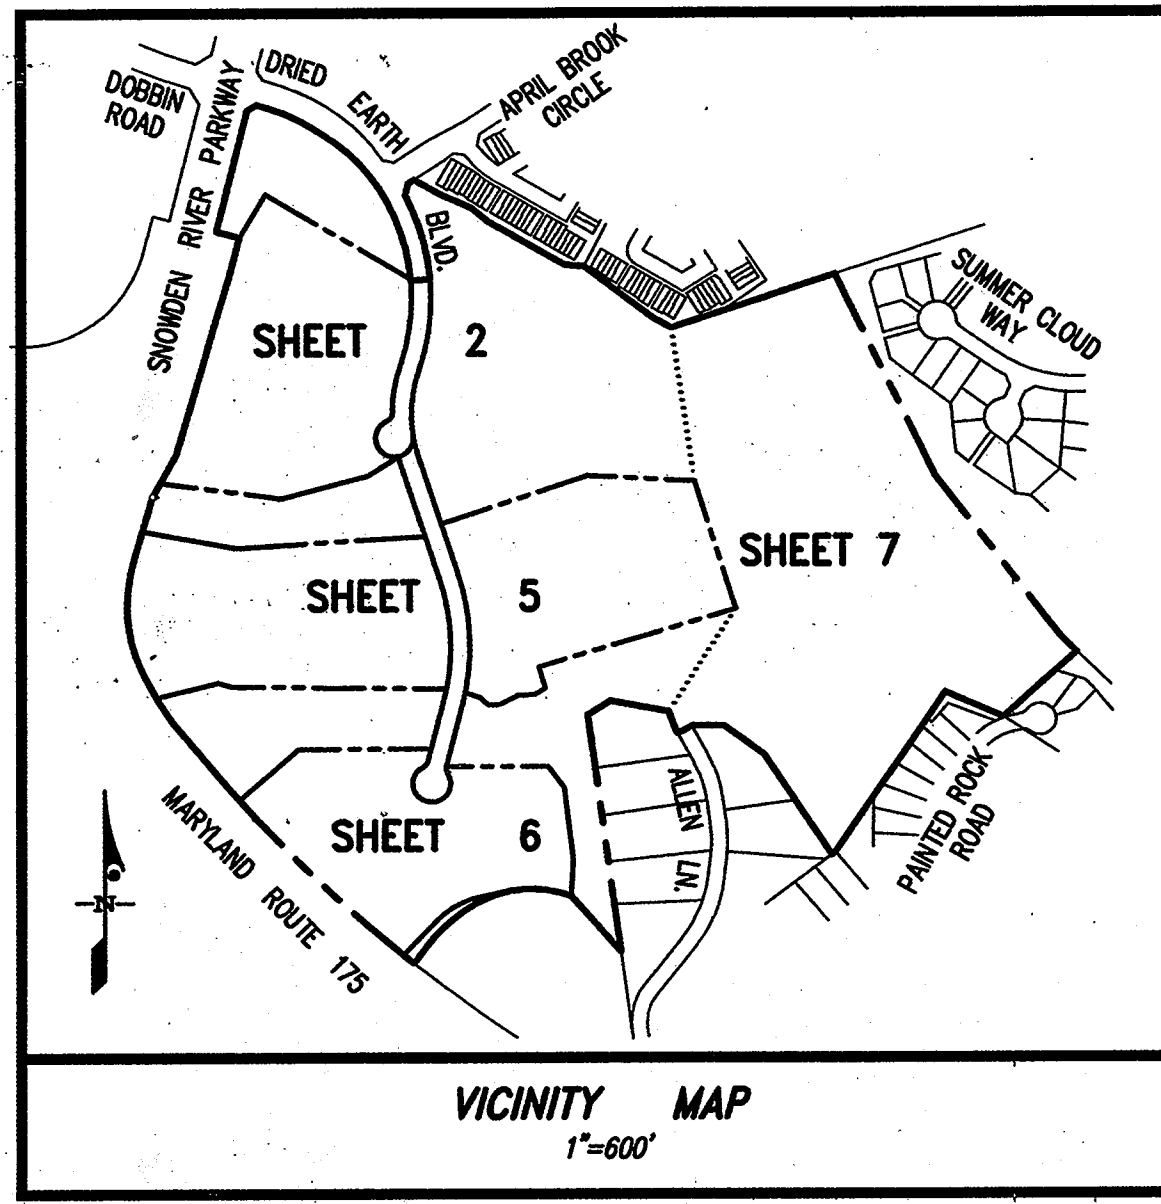 DOBBIN
ROAD
SNOWDEN RIVER PARKWAY
DRIED EARTH BLVD.
APRIL BROOK
CIRCLE
SUMMER CLOUD
WAY
SHEET 2
SHEET 7
SHEET 5
SHEET 6
ALLEN LN.
PAINTED ROCK
ROAD
MARYLAND ROUTE 175
N
VICINITY MAP
1"=600'